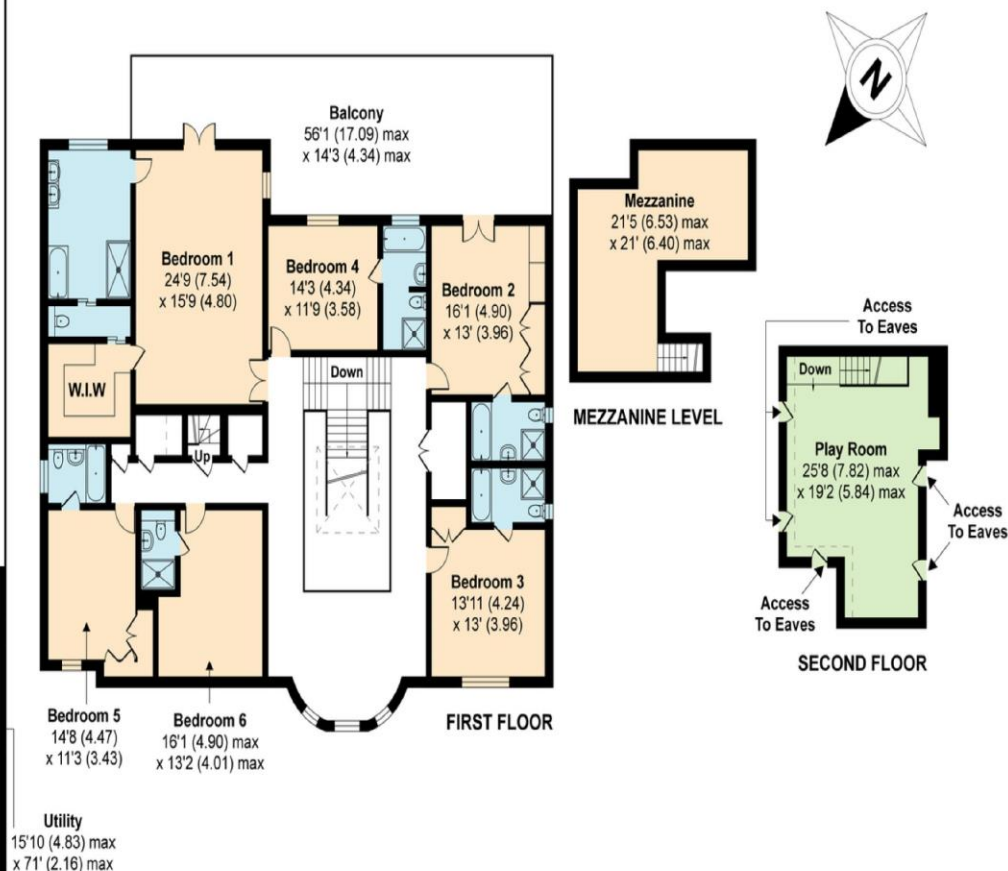 N
Balcony
56'1 (17.09) max
x 14'3 (4.34) max
Mezzanine
21'5 (6.53) max
x 21' (6.40) max
Bedroom 1
24'9 (7.54)
x 15'9 (4.80)
Bedroom 4
14'3 (4.34)
x 11'9 (3.58)
Bedroom 2
16'1 (4.90)
x 13' (3.96)
W.I.W
Down
Up
MEZZANINE LEVEL
Access
To Eaves
Down
Play Room
25'8 (7.82) max
x 19'2 (5.84) max
Access
To Eaves
Access
To Eaves
SECOND FLOOR
Bedroom 3
13'11 (4.24)
x 13' (3.96)
Bedroom 5
14'8 (4.47)
x 11'3 (3.43)
Bedroom 6
16'1 (4.90) max
x 13'2 (4.01) max
FIRST FLOOR
Utility
15'10 (4.83) max
x 71' (2.16) max